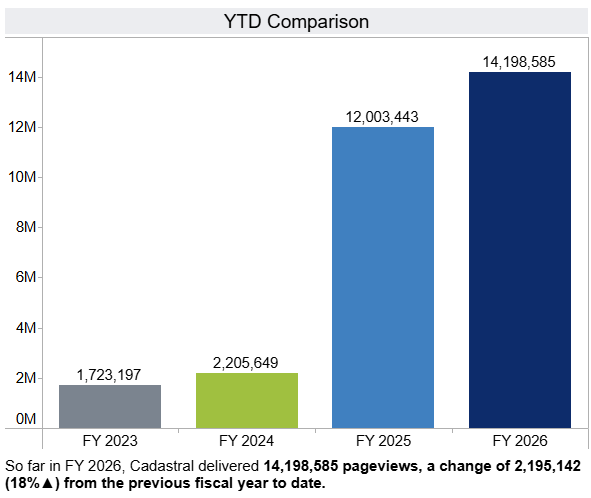 YTD Comparison
14M
12M
10M
8M
6M
4M
2M
0M
1,723,197
2,205,649
12,003,443
14,198,585
FY 2023
FY 2024
FY 2025
FY 2026
So far in FY 2026, Cadastral delivered 14,198,585 pageviews, a change of 2,195,142
(18%▲) from the previous fiscal year to date.